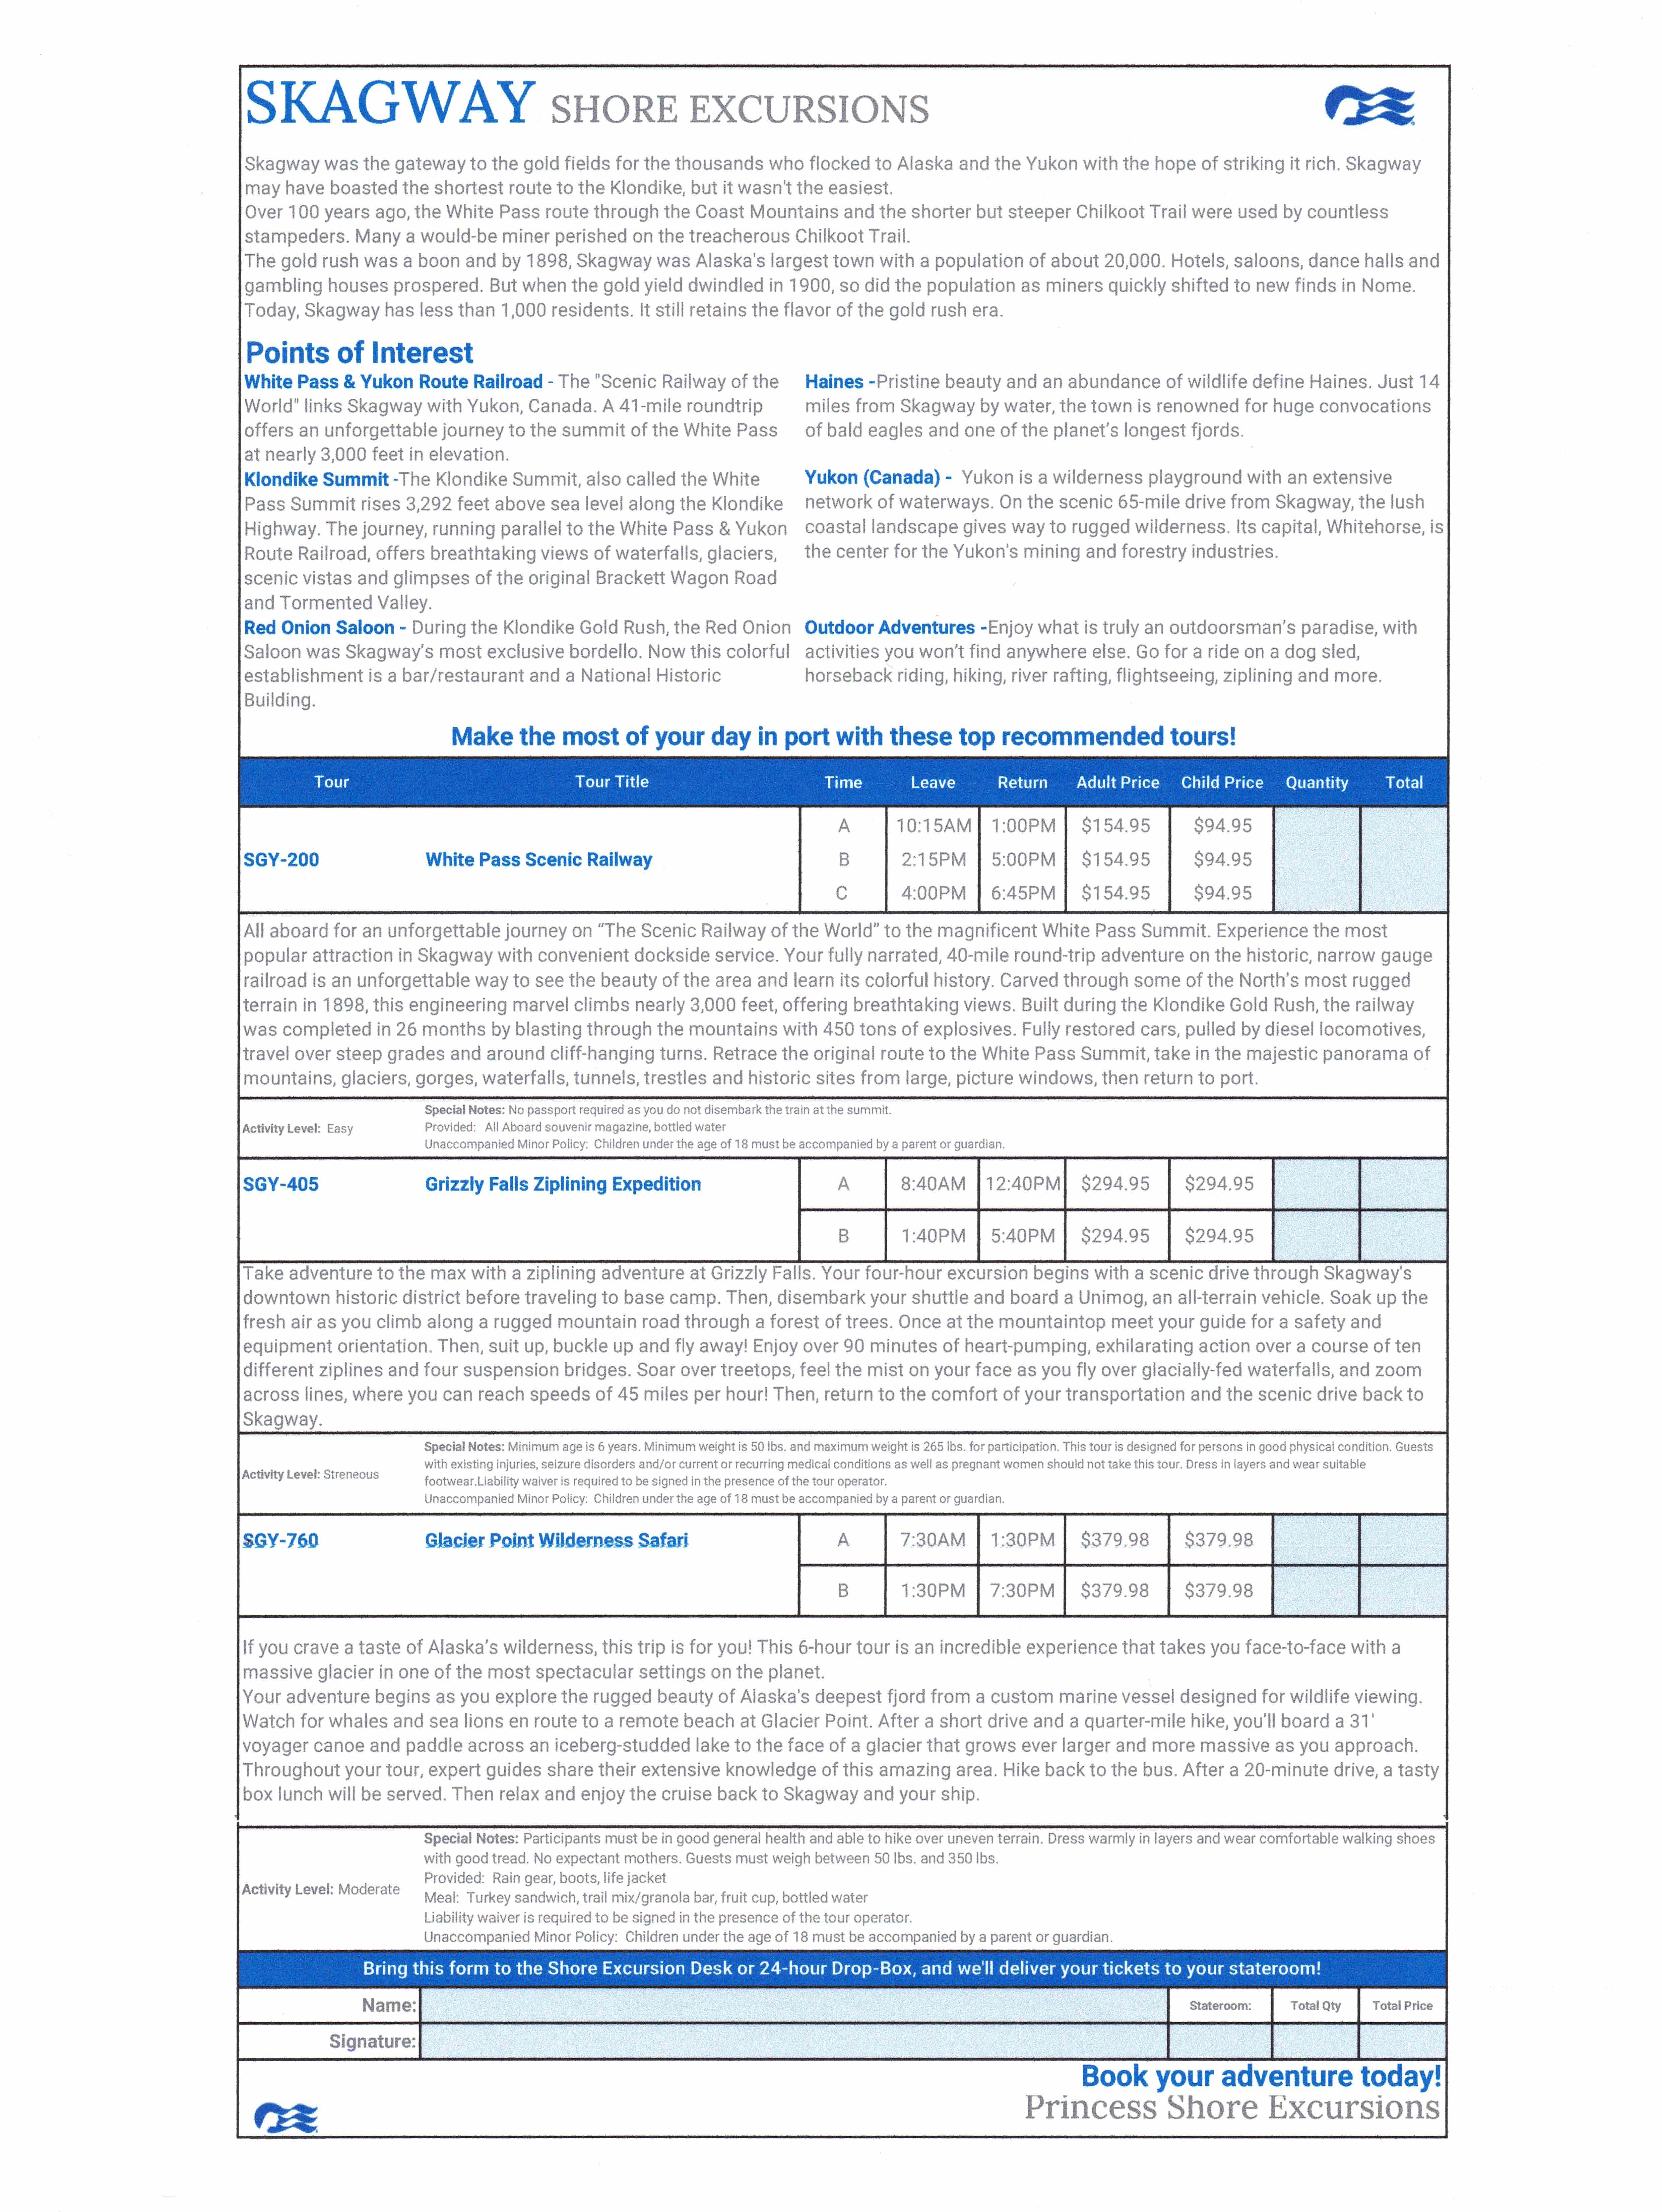 SKAGWAY SHORE EXCURSIONS
Skagway was the gateway to the gold fields for the thousands who flocked to Alaska and the Yukon with the hope of striking it rich. Skagway
may have boasted the shortest route to the Klondike, but it wasn't the easiest.
Over 100 years ago, the White Pass route through the Coast Mountains and the shorter but steeper Chilkoot Trail were used by countless
stampeders. Many a would-be miner perished on the treacherous Chilkoot Trail.
The gold rush was a boon and by 1898, Skagway was Alaska's largest town with a population of about 20,000. Hotels, saloons, dance halls and
gambling houses prospered. But when the gold yield dwindled in 1900, so did the population as miners quickly shifted to new finds in Nome.
Today, Skagway has less than 1,000 residents. It still retains the flavor of the gold rush era.
Points of Interest
White Pass & Yukon Route Railroad - The "Scenic Railway of the
World" links Skagway with Yukon, Canada. A 41-mile roundtrip
offers an unforgettable journey to the summit of the White Pass
at nearly 3,000 feet in elevation.
Haines -Pristine beauty and an abundance of wildlife define Haines. Just 14
miles from Skagway by water, the town is renowned for huge convocations
of bald eagles and one of the planet's longest fjords.
Klondike Summit -The Klondike Summit, also called the White
Pass Summit rises 3,292 feet above sea level along the Klondike
Highway. The journey, running parallel to the White Pass & Yukon
Route Railroad, offers breathtaking views of waterfalls, glaciers,
scenic vistas and glimpses of the original Brackett Wagon Road
and Tormented Valley.
Yukon (Canada) - Yukon is a wilderness playground with an extensive
network of waterways. On the scenic 65-mile drive from Skagway, the lush
coastal landscape gives way to rugged wilderness. Its capital, Whitehorse, is
the center for the Yukon's mining and forestry industries.
Red Onion Saloon - During the Klondike Gold Rush, the Red Onion
Saloon was Skagway's most exclusive bordello. Now this colorful
establishment is a bar/restaurant and a National Historic
Building.
Outdoor Adventures -Enjoy what is truly an outdoorsman's paradise, with
activities you won't find anywhere else. Go for a ride on a dog sled,
horseback riding, hiking, river rafting, flightseeing, ziplining and more.
Make the most of your day in port with these top recommended tours!
Tour Tour Title Time Leave Return Adult Price Child Price Quantity Total
A 10:15AM 1:00PM $154.95 $94.95
SGY-200 White Pass Scenic Railway B 2:15PM 5:00PM $154.95 $94.95
C 4:00PM 6:45PM $154.95 $94.95
All aboard for an unforgettable journey on "The Scenic Railway of the World" to the magnificent White Pass Summit. Experience the most
popular attraction in Skagway with convenient dockside service. Your fully narrated, 40-mile round-trip adventure on the historic, narrow gauge
railroad is an unforgettable way to see the beauty of the area and learn its colorful history. Carved through some of the North's most rugged
terrain in 1898, this engineering marvel climbs nearly 3,000 feet, offering breathtaking views. Built during the Klondike Gold Rush, the railway
was completed in 26 months by blasting through the mountains with 450 tons of explosives. Fully restored cars, pulled by diesel locomotives,
travel over steep grades and around cliff-hanging turns. Retrace the original route to the White Pass Summit, take in the majestic panorama of
mountains, glaciers, gorges, waterfalls, tunnels, trestles and historic sites from large, picture windows, then return to port.
Activity Level: Easy
Special Notes: No passport required as you do not disembark the train at the summit.
Provided: All Aboard souvenir magazine, bottled water
Unaccompanied Minor Policy: Children under the age of 18 must be accompanied by a parent or guardian.
SGY-405 Grizzly Falls Ziplining Expedition A 8:40AM 12:40PM $294.95 $294.95
B 1:40PM 5:40PM $294.95 $294.95
Take adventure to the max with a ziplining adventure at Grizzly Falls. Your four-hour excursion begins with a scenic drive through Skagway's
downtown historic district before traveling to base camp. Then, disembark your shuttle and board a Unimog, an all-terrain vehicle. Soak up the
fresh air as you climb along a rugged mountain road through a forest of trees. Once at the mountaintop meet your guide for a safety and
equipment orientation. Then, suit up, buckle up and fly away! Enjoy over 90 minutes of heart-pumping, exhilarating action over a course of ten
different ziplines and four suspension bridges. Soar over treetops, feel the mist on your face as you fly over glacially-fed waterfalls, and zoom
across lines, where you can reach speeds of 45 miles per hour! Then, return to the comfort of your transportation and the scenic drive back to
Skagway.
Activity Level: Streneous
Special Notes: Minimum age is 6 years. Minimum weight is 50 lbs. and maximum weight is 265 lbs. for participation. This tour is designed for persons in good physical condition. Guests
with existing injuries, seizure disorders and/or current or recurring medical conditions as well as pregnant women should not take this tour. Dress in layers and wear suitable
footwear.Liability waiver is required to be signed in the presence of the tour operator.
Unaccompanied Minor Policy: Children under the age of 18 must be accompanied by a parent or guardian.
SGY-760 Glacier Point Wilderness Safari A 7:30AM 1:30PM $379.98 $379.98
B 1:30PM 7:30PM $379.98 $379.98
If you crave a taste of Alaska's wilderness, this trip is for you! This 6-hour tour is an incredible experience that takes you face-to-face with a
massive glacier in one of the most spectacular settings on the planet.
Your adventure begins as you explore the rugged beauty of Alaska's deepest fjord from a custom marine vessel designed for wildlife viewing.
Watch for whales and sea lions en route to a remote beach at Glacier Point. After a short drive and a quarter-mile hike, you'll board a 31'
voyager canoe and paddle across an iceberg-studded lake to the face of a glacier that grows ever larger and more massive as you approach.
Throughout your tour, expert guides share their extensive knowledge of this amazing area. Hike back to the bus. After a 20-minute drive, a tasty
box lunch will be served. Then relax and enjoy the cruise back to Skagway and your ship.
Activity Level: Moderate
Special Notes: Participants must be in good general health and able to hike over uneven terrain. Dress warmly in layers and wear comfortable walking shoes
with good tread. No expectant mothers. Guests must weigh between 50 lbs. and 350 lbs.
Provided: Rain gear, boots, life jacket
Meal: Turkey sandwich, trail mix/granola bar, fruit cup, bottled water
Liability waiver is required to be signed in the presence of the tour operator.
Unaccompanied Minor Policy: Children under the age of 18 must be accompanied by a parent or guardian.
Bring this form to the Shore Excursion Desk or 24-hour Drop-Box, and we'll deliver your tickets to your stateroom!
Name: Stateroom: Total Qty Total Price
Signature:
Book your adventure today!
Princess Shore Excursions